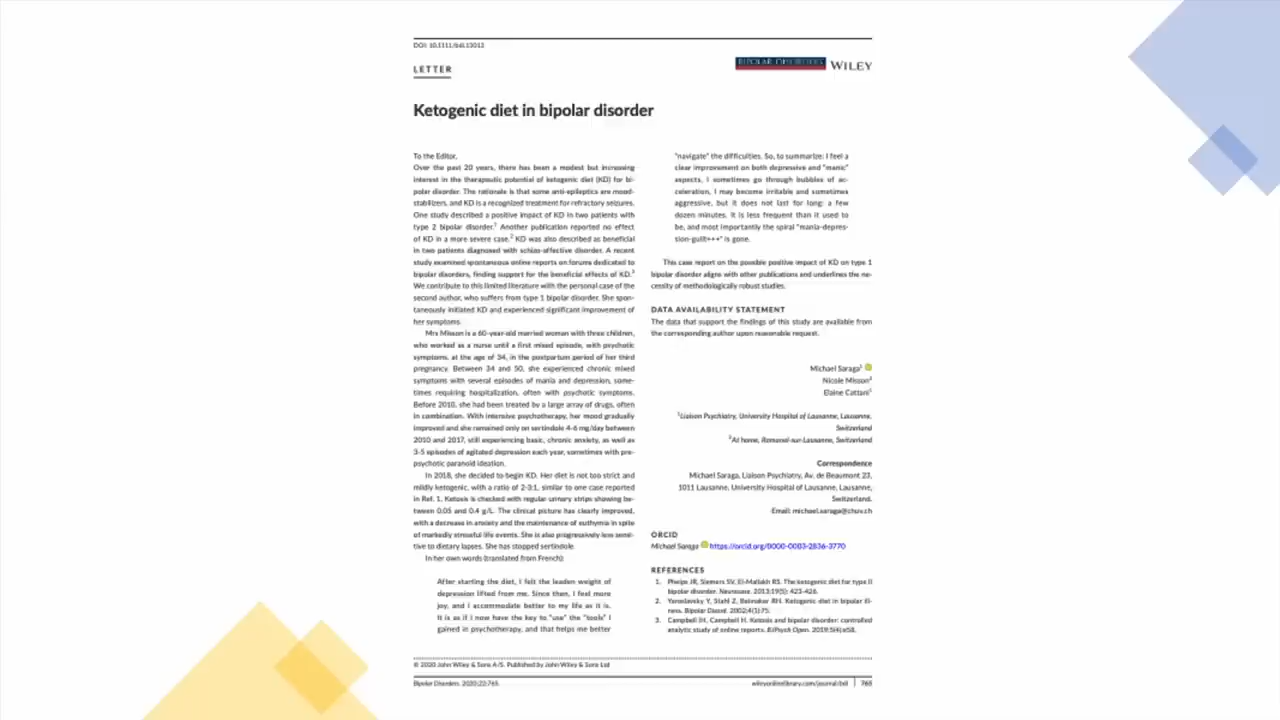 DOI: 10.1111/bdi.13013
LETTER
BIPOLAR DISORDERS WILEY
Ketogenic diet in bipolar disorder
To the Editor,
Over the past 20 years, there has been a modest but increasing
interest in the therapeutic potential of ketogenic diet (KD) for bi-
polar disorder. The rationale is that some anti-epileptics are mood-
stabilizers, and KD is a recognized treatment for refractory seizures.
One study described a positive impact of KD in two patients with
type 2 bipolar disorder.1 Another publication reported no effect
of KD in a more severe case.2 KD was also described as beneficial
in two patients diagnosed with schizo-affective disorder. A recent
study examined spontaneous online reports on forums dedicated to
bipolar disorders, finding support for the beneficial effects of KD.3
We contribute to this limited literature with the personal case of the
second author, who suffers from type 1 bipolar disorder. She spon-
taneously initiated KD and experienced significant improvement of
her symptoms.
Mrs Misson is a 60-year-old married woman with three children,
who worked as a nurse until a first mixed episode, with psychotic
symptoms, at the age of 34, in the postpartum period of her third
pregnancy. Between 34 and 50, she experienced chronic mixed
symptoms with several episodes of mania and depression, some-
times requiring hospitalization, often with psychotic symptoms.
Before 2010, she had been treated by a large array of drugs, often
in combination. With intensive psychotherapy, her mood gradually
improved and she remained only on sertindole 4-6 mg/day between
2010 and 2017, still experiencing basic, chronic anxiety, as well as
3-5 episodes of agitated depression each year, sometimes with pre-
psychotic paranoid ideation.
In 2018, she decided to begin KD. Her diet is not too strict and
mildly ketogenic, with a ratio of 2-3:1, similar to one case reported
in Ref. 1. Ketosis is checked with regular urinary strips showing be-
tween 0.05 and 0.4 g/L. The clinical picture has clearly improved,
with a decrease in anxiety and the maintenance of euthymia in spite
of markedly stressful life events. She is also progressively less sensi-
tive to dietary lapses. She has stopped sertindole.
In her own words (translated from French):
After starting the diet, I felt the leaden weight of
depression lifted from me. Since then, I feel more
joy, and I accommodate better to my life as it is.
It is as if I now have the key to "use" the "tools" I
gained in psychotherapy, and that helps me better
"navigate" the difficulties. So, to summarize: I feel a
clear improvement on both depressive and "manic"
aspects, I sometimes go through bubbles of ac-
celeration, I may become irritable and sometimes
aggressive, but it does not last for long: a few
dozen minutes. It is less frequent than it used to
be, and most importantly the spiral "mania-depres-
sion-guilt+++" is gone.
This case report on the possible positive impact of KD on type 1
bipolar disorder aligns with other publications and underlines the ne-
cessity of methodologically robust studies.
DATA AVAILABILITY STATEMENT
The data that support the findings of this study are available from
the corresponding author upon reasonable request.
Michael Saraga1
Nicole Misson2
Elaine Cattani1
1Liaison Psychiatry, University Hospital of Lausanne, Lausanne,
Switzerland
2At home, Romanel-sur-Lausanne, Switzerland
Correspondence
Michael Saraga, Liaison Psychiatry, Av. de Beaumont 23,
1011 Lausanne, University Hospital of Lausanne, Lausanne,
Switzerland.
Email: michael.saraga@chuv.ch
ORCID
Michael Saraga https://orcid.org/0000-0003-2836-3770
REFERENCES
1. Phelps JR, Siemers SV, El-Mallakh RS. The ketogenic diet for type II
bipolar disorder. Neurocase. 2013;19(5): 423-426.
2. Yaroslavsky Y, Stahl Z, Belmaker RH. Ketogenic diet in bipolar ill-
ness. Bipolar Disord. 2002;4(1):75.
3. Campbell IH, Campbell H. Ketosis and bipolar disorder: controlled
analytic study of online reports. BJPsych Open. 2019;5(4):e58.
© 2020 John Wiley & Sons A/S. Published by John Wiley & Sons Ltd
Bipolar Disorders. 2020;22:765.
wileyonlinelibrary.com/journal/bdi | 765